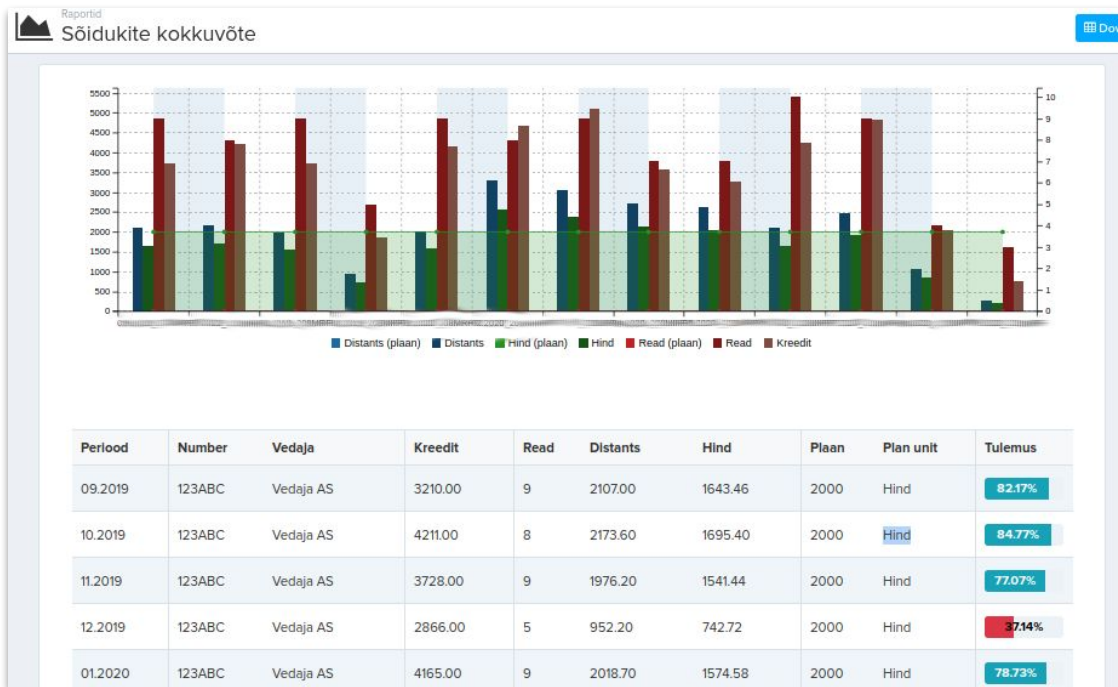 Raportid
Sõidukite kokkuvõte
5500
5000
4500
4000
3500
3000
2500
2000
1500
1000
500
0
10
9
8
7
6
5
4
3
2
1
0
Distants (plaan) Distants Hind (plaan) Hind Read (plaan) Read Kreedit
Periood Number Vedaja Kreedit Read Distants Hind Plaan Plan unit Tulemus
09.2019 123ABC Vedaja AS 3210.00 9 2107.00 1643.46 2000 Hind 82.17%
10.2019 123ABC Vedaja AS 4211.00 8 2173.60 1695.40 2000 Hind 84.77%
11.2019 123ABC Vedaja AS 3728.00 9 1976.20 1541.44 2000 Hind 77.07%
12.2019 123ABC Vedaja AS 2866.00 5 952.20 742.72 2000 Hind 37.14%
01.2020 123ABC Vedaja AS 4165.00 9 2018.70 1574.58 2000 Hind 78.73%